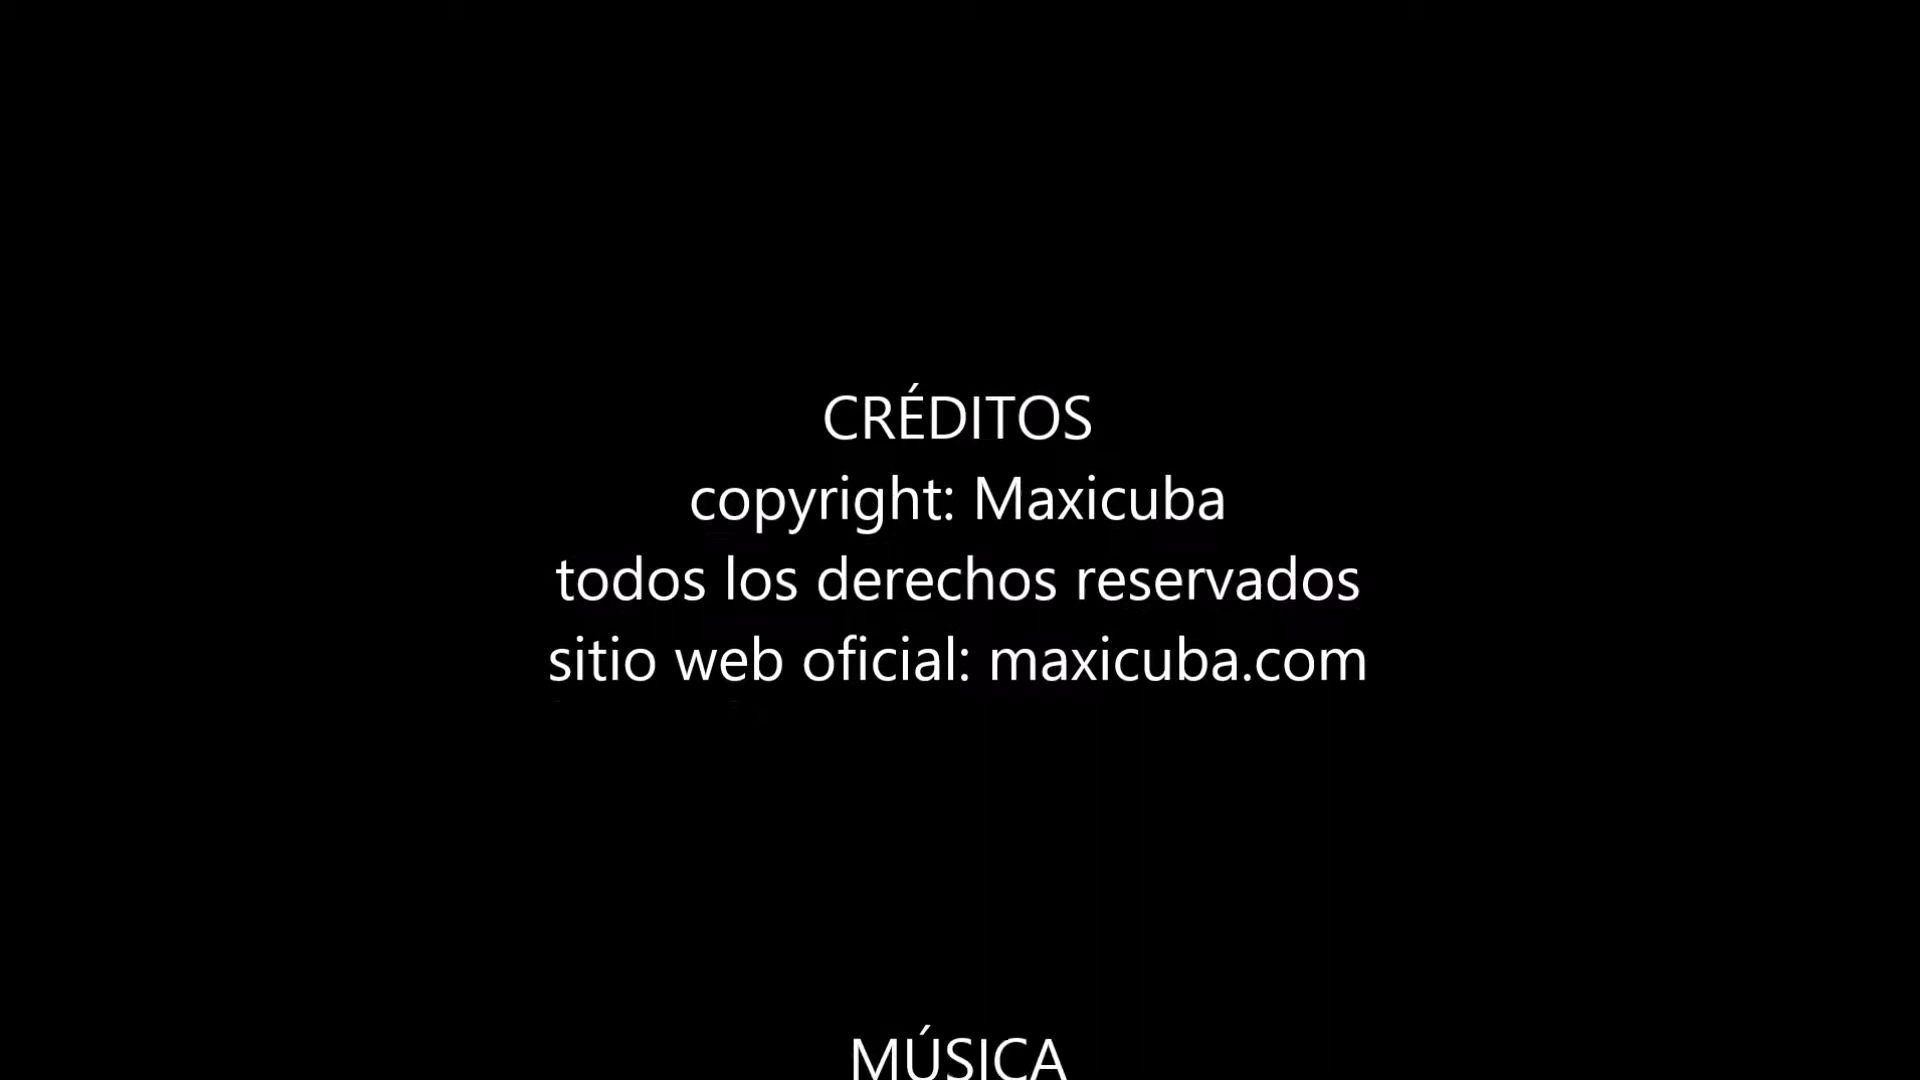 CRÉDITOS
copyright: Maxicuba
todos los derechos reservados
sitio web oficial: maxicuba.com
MÚSICA